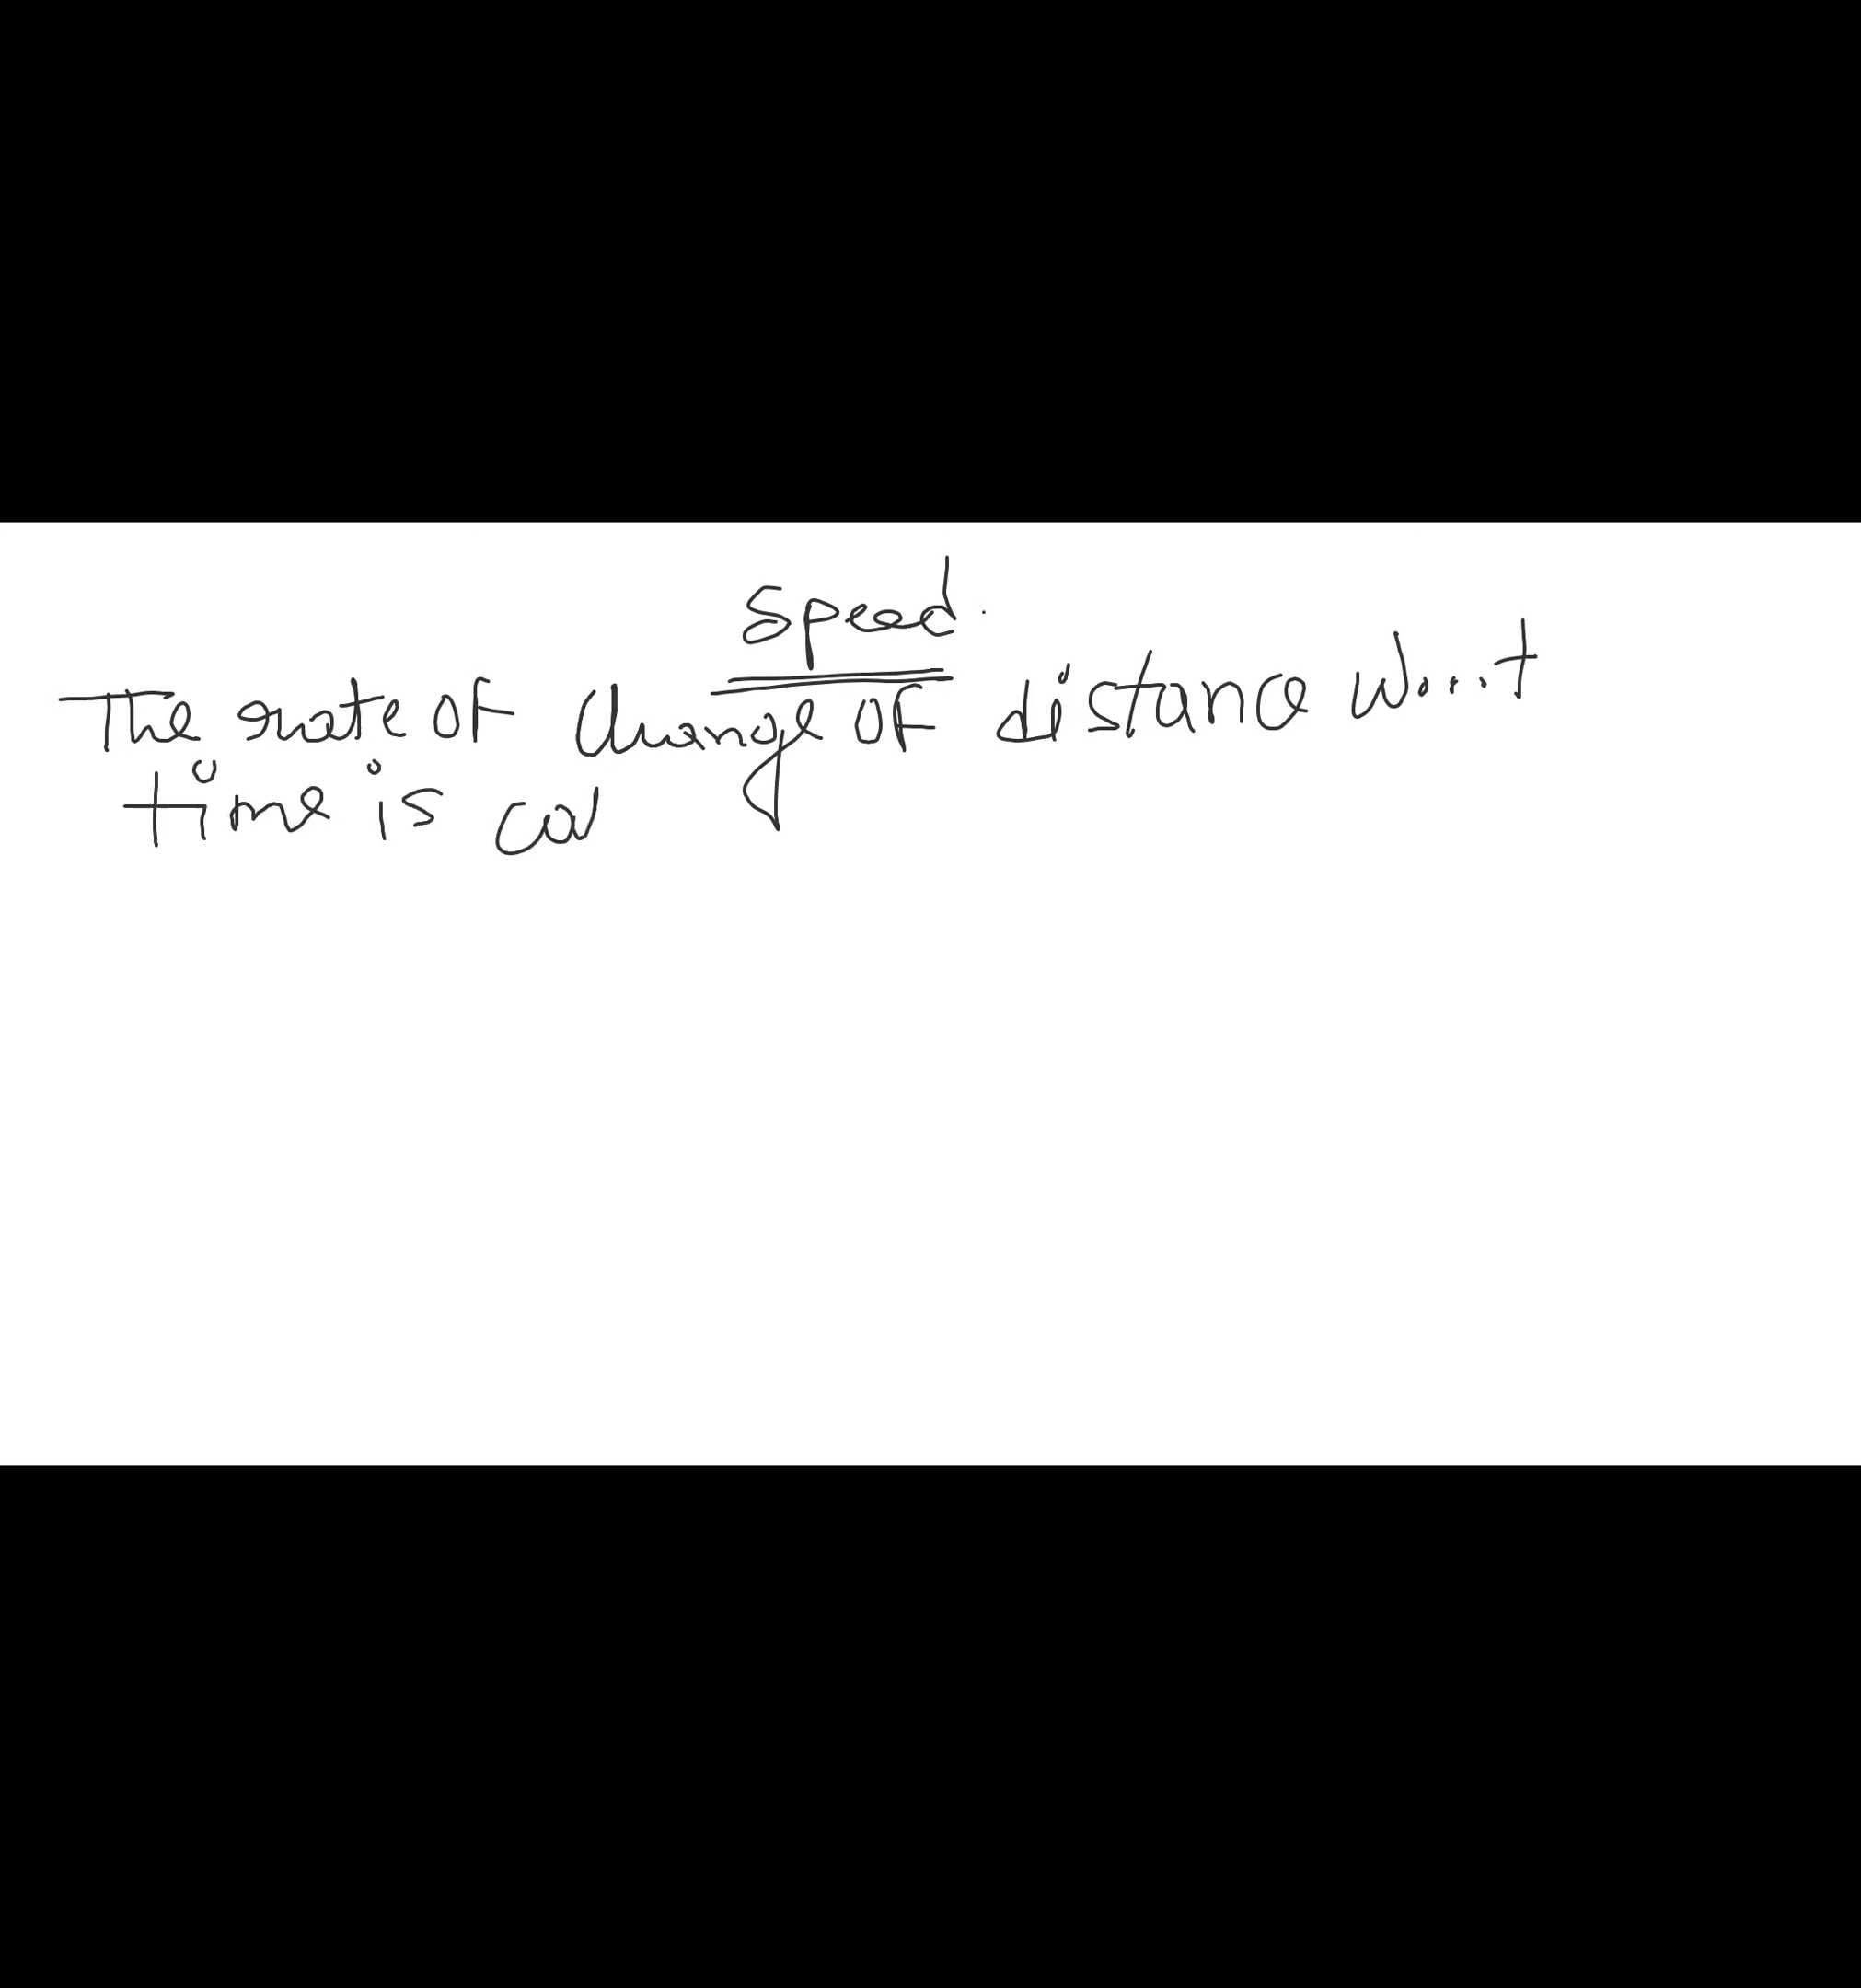 Speed.
The rate of change of distance w.r.t
time is cal